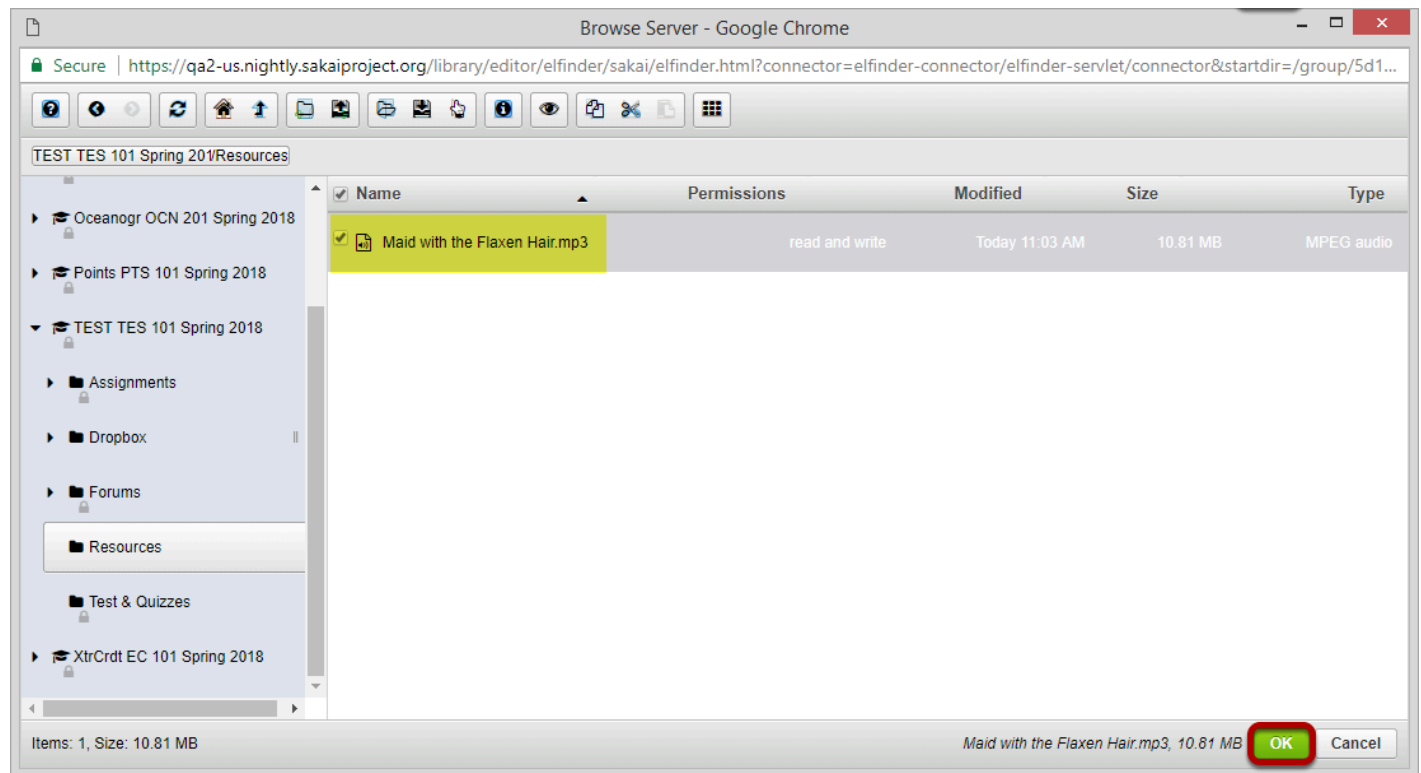 Browse Server - Google Chrome
Secure | https://qa2-us.nightly.sakaiproject.org/library/editor/elfinder/sakai/elfinder.html?connector=elfinder-connector/elfinder-servlet/connector&startdir=/group/5d1...
TEST TES 101 Spring 201/Resources
Name Permissions Modified Size Type
Oceanogr OCN 201 Spring 2018
Maid with the Flaxen Hair.mp3 read and write Today 11:03 AM 10.81 MB MPEG audio
Points PTS 101 Spring 2018
TEST TES 101 Spring 2018
Assignments
Dropbox
Forums
Resources
Test & Quizzes
XtrCrdt EC 101 Spring 2018
Items: 1, Size: 10.81 MB Maid with the Flaxen Hair.mp3, 10.81 MB OK Cancel